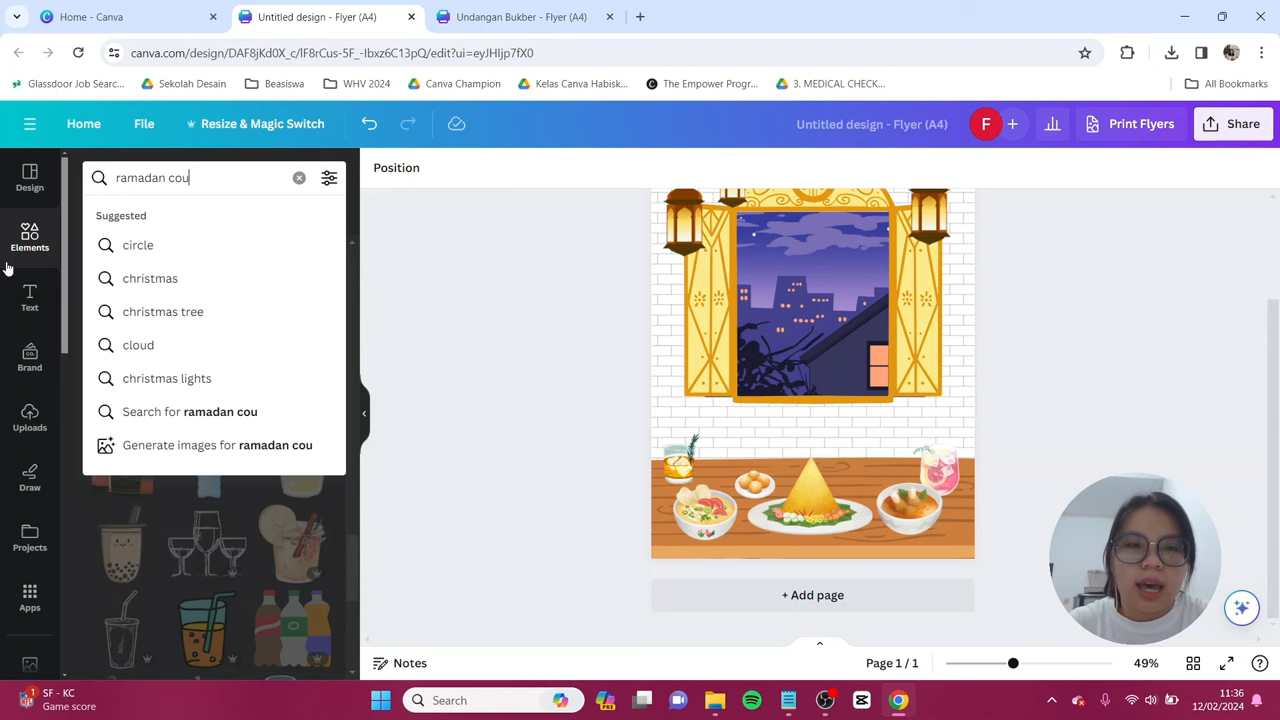 Home - Canva
Untitled design - Flyer (A4)
Undangan Bukber - Flyer (A4)
canva.com/design/DAF8jKd0X_c/lF8rCus-5F_-Ibxz6C13pQ/edit?ui=eyJHIjp7fX0
Glassdoor Job Searc...
Sekolah Desain
Beasiswa
WHV 2024
Canva Champion
Kelas Canva Habisk...
The Empower Progr...
3. MEDICAL CHECK...
All Bookmarks
Home
File
Resize & Magic Switch
Untitled design - Flyer (A4)
F
Print Flyers
Share
Design
Elements
Text
Brand
Uploads
Draw
Projects
Apps
ramadan cou
Suggested
circle
christmas
christmas tree
cloud
christmas lights
Search for ramadan cou
Generate images for ramadan cou
Position
+ Add page
Notes
Page 1 / 1
49%
1
SF - KC
Game score
Search
PRE
11:36
12/02/2024